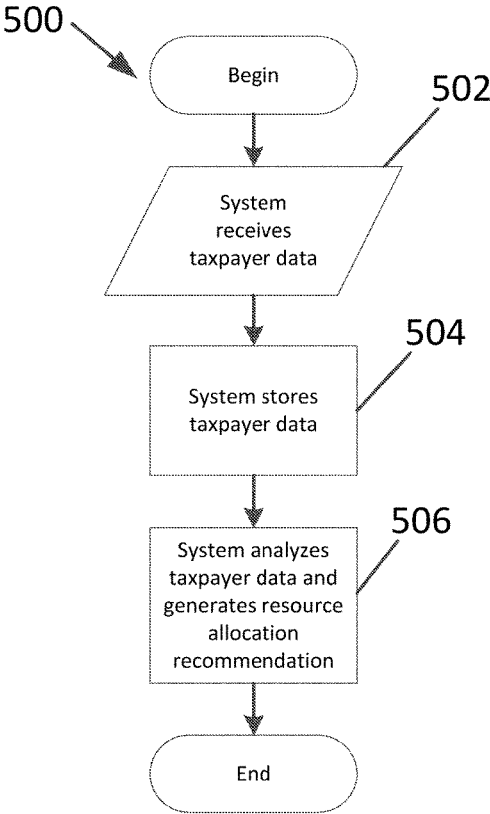 500
Begin
502
System
receives
taxpayer data
504
System stores
taxpayer data
506
System analyzes
taxpayer data and
generates resource
allocation
recommendation
End